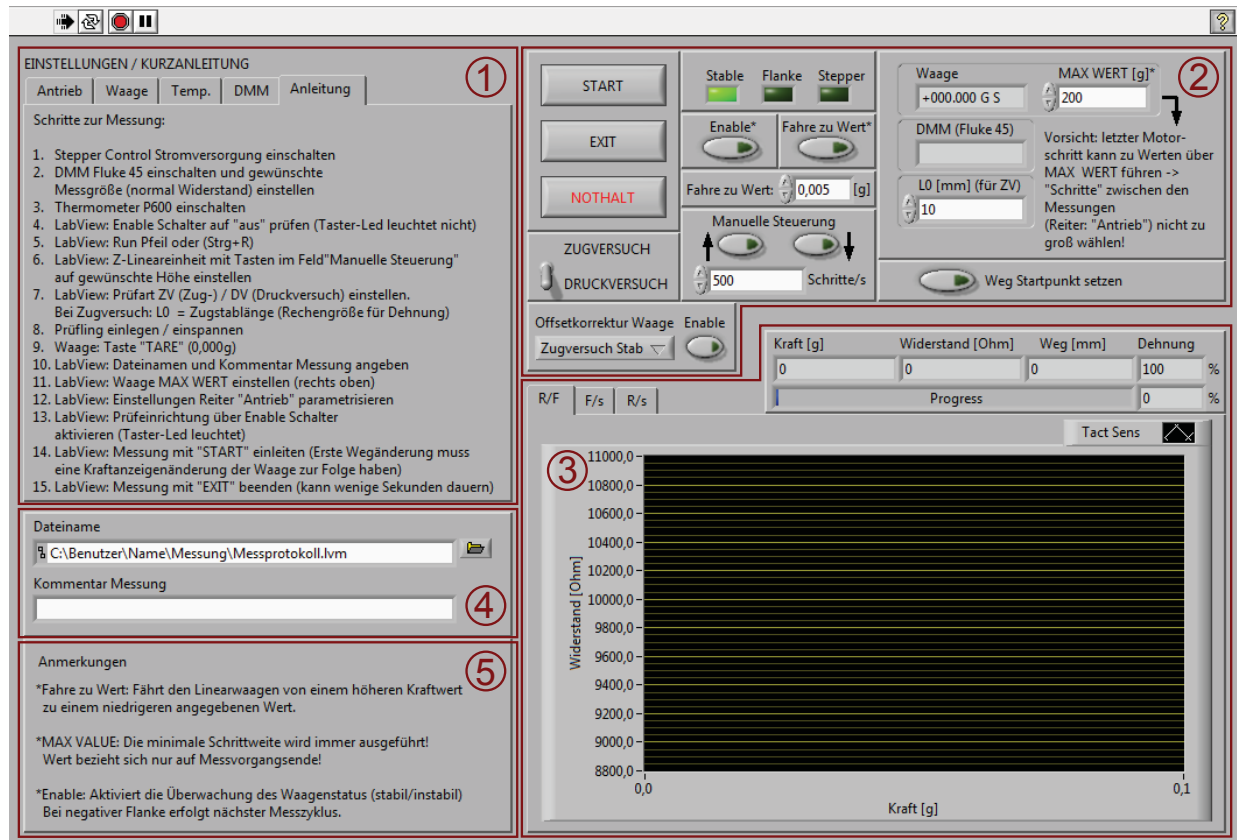 EINSTELLUNGEN / KURZANLEITUNG
①
Antrieb
Waage
Temp.
DMM
Anleitung
Schritte zur Messung:
1. Stepper Control Stromversorgung einschalten
2. DMM Fluke 45 einschalten und gewünschte
Messgröße (normal Widerstand) einstellen
3. Thermometer P600 einschalten
4. LabView: Enable Schalter auf "aus" prüfen (Taster-Led leuchtet nicht)
5. LabView: Run Pfeil oder (Strg+R)
6. LabView: Z-Lineareinheit mit Tasten im Feld"Manuelle Steuerung"
auf gewünschte Höhe einstellen
7. LabView: Prüfart ZV (Zug-) / DV (Druckversuch) einstellen.
Bei Zugversuch: L0 = Zugstablänge (Rechengröße für Dehnung)
8. Prüfling einlegen / einspannen
9. Waage: Taste "TARE" (0,000g)
10. LabView: Dateinamen und Kommentar Messung angeben
11. LabView: Waage MAX WERT einstellen (rechts oben)
12. LabView: Einstellungen Reiter "Antrieb" parametrisieren
13. LabView: Prüfeinrichtung über Enable Schalter
aktivieren (Taster-Led leuchtet)
14. LabView: Messung mit "START" einleiten (Erste Wegänderung muss
eine Kraftanzeigenänderung der Waage zur Folge haben)
15. LabView: Messung mit "EXIT" beenden (kann wenige Sekunden dauern)
Dateiname
C:\Benutzer\Name\Messung\Messprotokoll.lvm
Kommentar Messung
④
Anmerkungen
⑤
*Fahre zu Wert: Fährt den Linearwaagen von einem höheren Kraftwert
zu einem niedrigeren angegebenen Wert.
*MAX VALUE: Die minimale Schrittweite wird immer ausgeführt!
Wert bezieht sich nur auf Messvorgangsende!
*Enable: Aktiviert die Überwachung des Waagenstatus (stabil/instabil)
Bei negativer Flanke erfolgt nächster Messzyklus.
START
EXIT
NOTHALT
ZUGVERSUCH
DRUCKVERSUCH
Offsetkorrektur Waage
Enable
Zugversuch Stab
Stable
Flanke
Stepper
Enable*
Fahre zu Wert*
Fahre zu Wert:
0,005
[g]
Manuelle Steuerung
500
Schritte/s
②
Waage
+000.000 G S
MAX WERT [g]*
200
DMM (Fluke 45)
L0 [mm] (für ZV)
10
Vorsicht: letzter Motor-
schritt kann zu Werten über
MAX WERT führen ->
"Schritte" zwischen den
Messungen
(Reiter: "Antrieb") nicht zu
groß wählen!
Weg Startpunkt setzen
Kraft [g]
Widerstand [Ohm]
Weg [mm]
Dehnung
0
0
0
100
%
Progress
0
%
R/F
F/s
R/s
Tact Sens
③
11000,0
10800,0
10600,0
10400,0
10200,0
10000,0
9800,0
9600,0
9400,0
9200,0
9000,0
8800,0
Widerstand [Ohm]
0,0
0,1
Kraft [g]